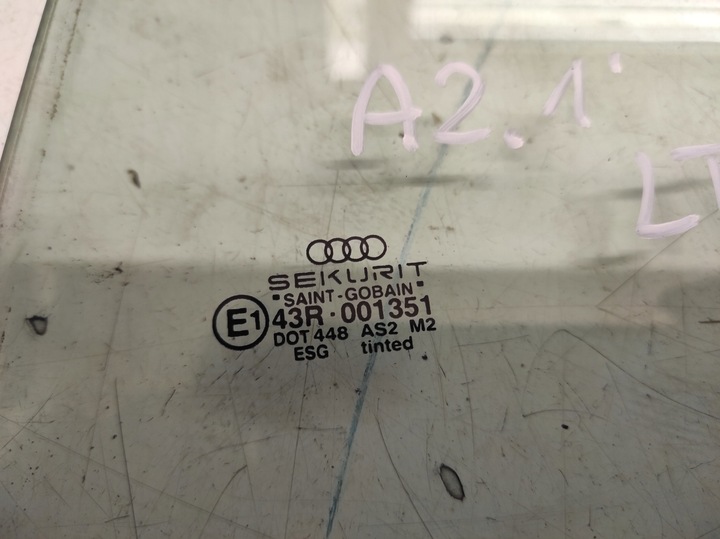 A2.1'
LT
SEKURIT
"SAINT-GOBAIN"
E1 43R·001351
DOT 448 AS2 M2
ESG tinted